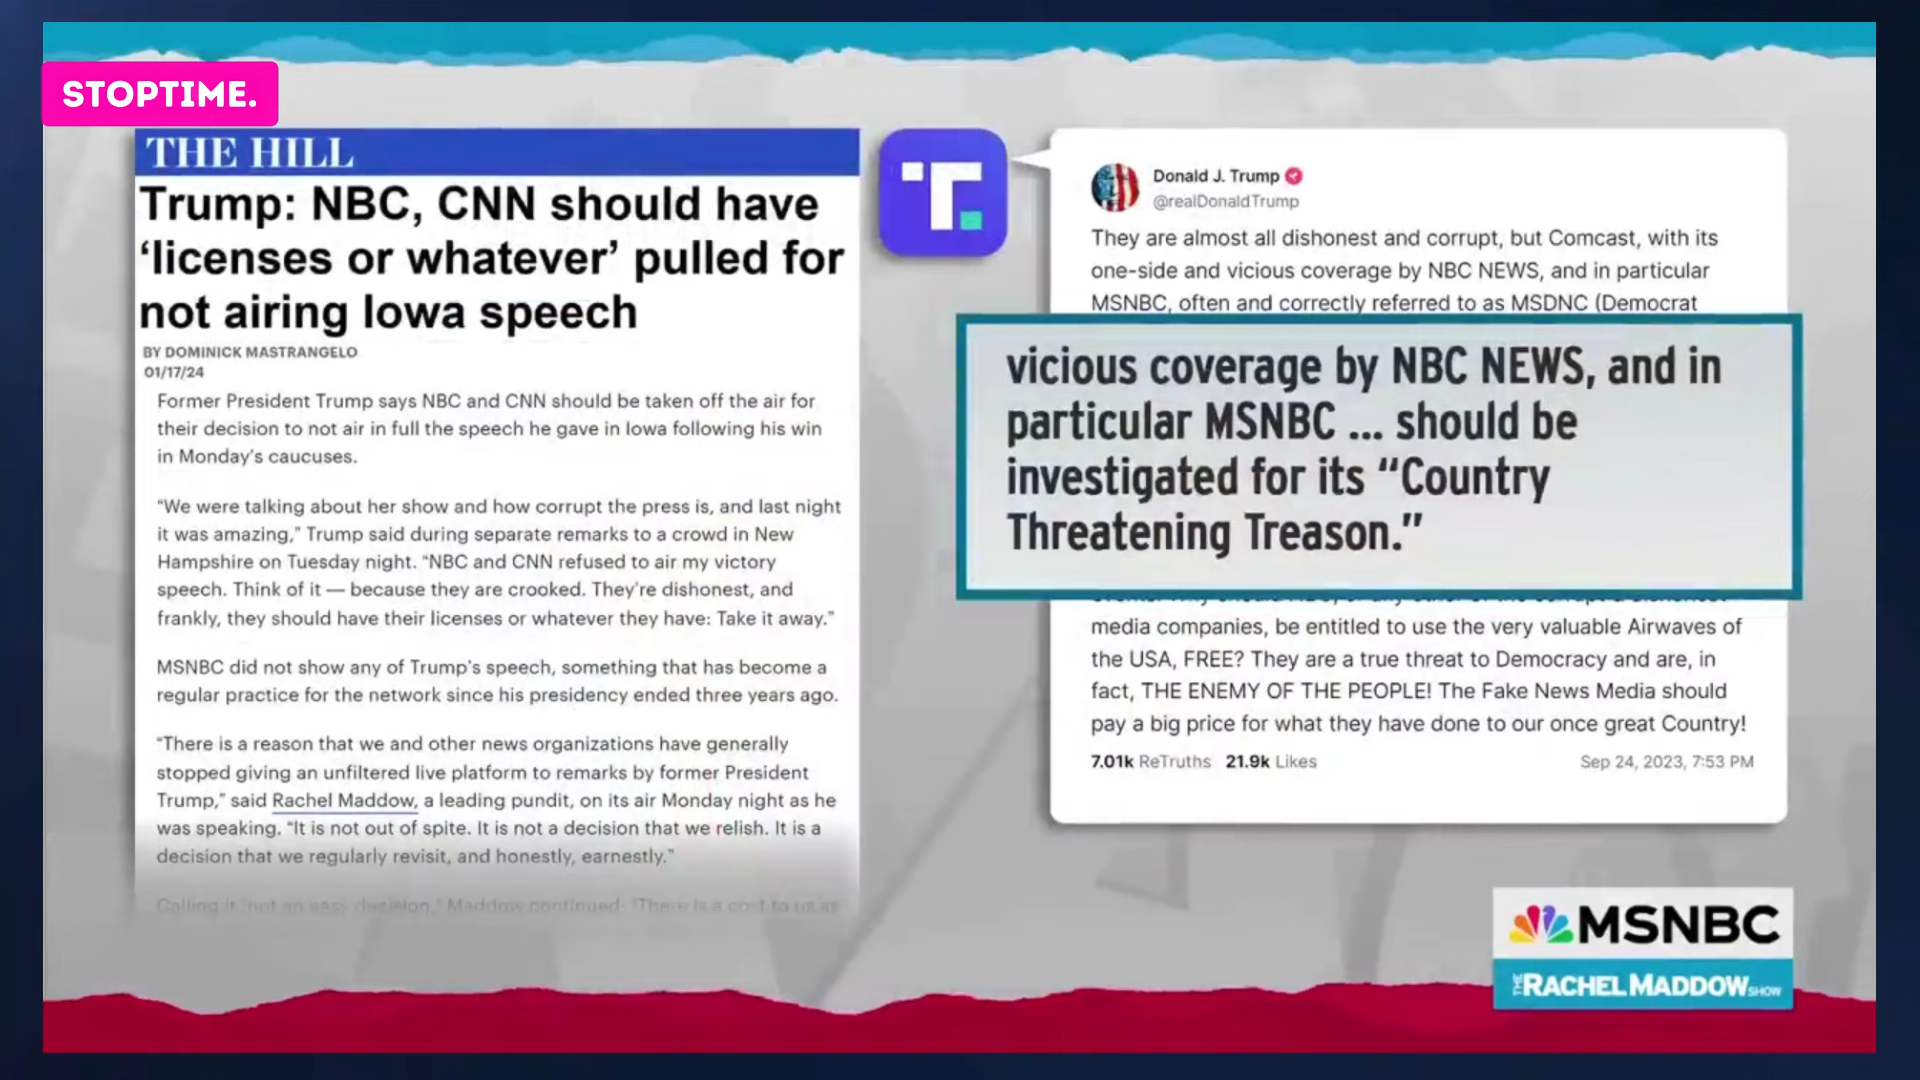 STOPTIME.
THE HILL
Trump: NBC, CNN should have
‘licenses or whatever’ pulled for
not airing Iowa speech
BY DOMINICK MASTRANGELO
01/17/24
Former President Trump says NBC and CNN should be taken off the air for
their decision to not air in full the speech he gave in Iowa following his win
in Monday's caucuses.
“We were talking about her show and how corrupt the press is, and last night
it was amazing,” Trump said during separate remarks to a crowd in New
Hampshire on Tuesday night. “NBC and CNN refused to air my victory
speech. Think of it — because they are crooked. They're dishonest, and
frankly, they should have their licenses or whatever they have: Take it away.”
MSNBC did not show any of Trump's speech, something that has become a
regular practice for the network since his presidency ended three years ago.
“There is a reason that we and other news organizations have generally
stopped giving an unfiltered live platform to remarks by former President
Trump,” said Rachel Maddow, a leading pundit, on its air Monday night as he
was speaking. “It is not out of spite. It is not a decision that we relish. It is a
decision that we regularly revisit, and honestly, earnestly.”
Calling it “not an easy decision,” Maddow continued: “There is a cost to us as
T.
Donald J. Trump
@realDonaldTrump
They are almost all dishonest and corrupt, but Comcast, with its
one-side and vicious coverage by NBC NEWS, and in particular
MSNBC, often and correctly referred to as MSDNC (Democrat
vicious coverage by NBC NEWS, and in
particular MSNBC ... should be
investigated for its “Country
Threatening Treason.”
media companies, be entitled to use the very valuable Airwaves of
the USA, FREE? They are a true threat to Democracy and are, in
fact, THE ENEMY OF THE PEOPLE! The Fake News Media should
pay a big price for what they have done to our once great Country!
7.01k ReTruths 21.9k Likes Sep 24, 2023, 7:53 PM
MSNBC
THE RACHEL MADDOW SHOW